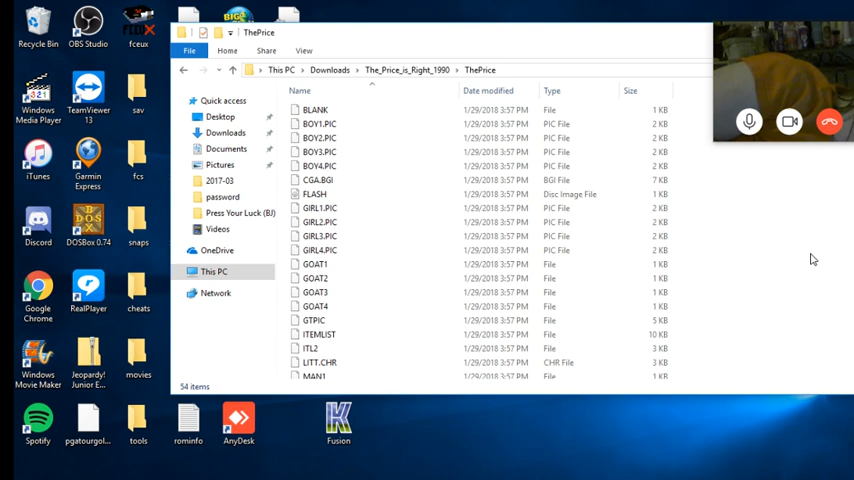 ThePrice
File Home Share View
This PC Downloads The_Price_is_Right_1990 ThePrice
Name Date modified Type Size
Quick access
Desktop
Downloads
Documents
Pictures
2017-03
password
Press Your Luck (BJ)
Videos
OneDrive
This PC
Network
BLANK 1/29/2018 3:57 PM File 1 KB
BOY1.PIC 1/29/2018 3:57 PM PIC File 2 KB
BOY2.PIC 1/29/2018 3:57 PM PIC File 2 KB
BOY3.PIC 1/29/2018 3:57 PM PIC File 2 KB
BOY4.PIC 1/29/2018 3:57 PM PIC File 2 KB
CGA.BGI 1/29/2018 3:57 PM BGI File 7 KB
FLASH 1/29/2018 3:57 PM Disc Image File 1 KB
GIRL1.PIC 1/29/2018 3:57 PM PIC File 2 KB
GIRL2.PIC 1/29/2018 3:57 PM PIC File 2 KB
GIRL3.PIC 1/29/2018 3:57 PM PIC File 2 KB
GIRL4.PIC 1/29/2018 3:57 PM PIC File 2 KB
GOAT1 1/29/2018 3:57 PM File 1 KB
GOAT2 1/29/2018 3:57 PM File 1 KB
GOAT3 1/29/2018 3:57 PM File 1 KB
GOAT4 1/29/2018 3:57 PM File 1 KB
GTPIC 1/29/2018 3:57 PM File 5 KB
ITEMLIST 1/29/2018 3:57 PM File 10 KB
ITL2 1/29/2018 3:57 PM File 3 KB
LITT.CHR 1/29/2018 3:57 PM CHR File 3 KB
MAN1 1/29/2018 3:57 PM File 1 KB
54 items
Recycle Bin
OBS Studio
fceux
Windows Media Player
TeamViewer 13
sav
iTunes
Garmin Express
fcs
Discord
DOSBox 0.74
snaps
Google Chrome
RealPlayer
cheats
Windows Movie Maker
Jeopardy! Junior E...
movies
Spotify
pgatourgol...
tools
rominfo
AnyDesk
Fusion